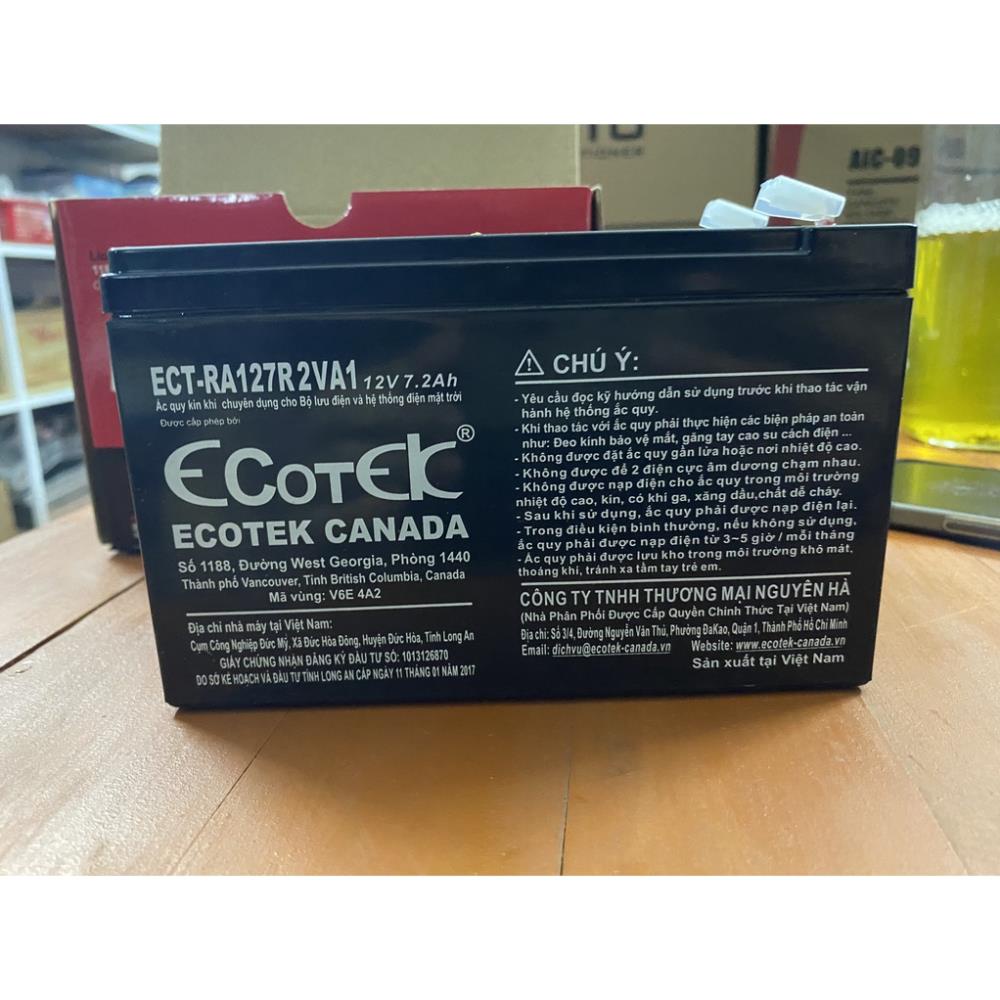 AIC-09
ECT-RA127R2VA1 12V 7.2Ah
Ắc quy kín khí chuyên dụng cho Bộ lưu điện và hệ thống điện mặt trời
Được cấp phép bởi
ECOTEK®
ECOTEK CANADA
Số 1188, Đường West Georgia, Phòng 1440
Thành phố Vancouver, Tỉnh British Columbia, Canada
Mã vùng: V6E 4A2
Địa chỉ nhà máy tại Việt Nam:
Cụm Công Nghiệp Đức Mỹ, Xã Đức Hòa Đông, Huyện Đức Hòa, Tỉnh Long An
GIẤY CHỨNG NHẬN ĐĂNG KÝ ĐẦU TƯ SỐ: 1013126870
DO SỞ KẾ HOẠCH VÀ ĐẦU TƯ TỈNH LONG AN CẤP NGÀY 11 THÁNG 01 NĂM 2017
CHÚ Ý:
- Yêu cầu đọc kỹ hướng dẫn sử dụng trước khi thao tác vận
hành hệ thống ắc quy.
- Khi thao tác với ắc quy phải thực hiện các biện pháp an toàn
như: Đeo kính bảo vệ mắt, găng tay cao su cách điện ...
- Không được đặt ắc quy gần lửa hoặc nơi nhiệt độ cao.
- Không được để 2 điện cực âm dương chạm nhau.
- Không được nạp điện cho ắc quy trong môi trường
nhiệt độ cao, kín, có khí ga, xăng dầu,chất dễ cháy.
- Sau khi sử dụng, ắc quy phải được nạp điện lại.
- Trong điều kiện bình thường, nếu không sử dụng,
ắc quy phải được nạp điện từ 3~5 giờ / mỗi tháng
- Ắc quy phải được lưu kho trong môi trường khô mát,
thoáng khí, tránh xa tầm tay trẻ em.
CÔNG TY TNHH THƯƠNG MẠI NGUYÊN HÀ
(Nhà Phân Phối Được Cấp Quyền Chính Thức Tại Việt Nam)
Địa chỉ: Số 3/4, Đường Nguyễn Văn Thủ, Phường ĐaKao, Quận 1, Thành Phố Hồ Chí Minh
Email: dichvu@ecotek-canada.vn Website: www.ecotek-canada.vn
Sản xuất tại Việt Nam